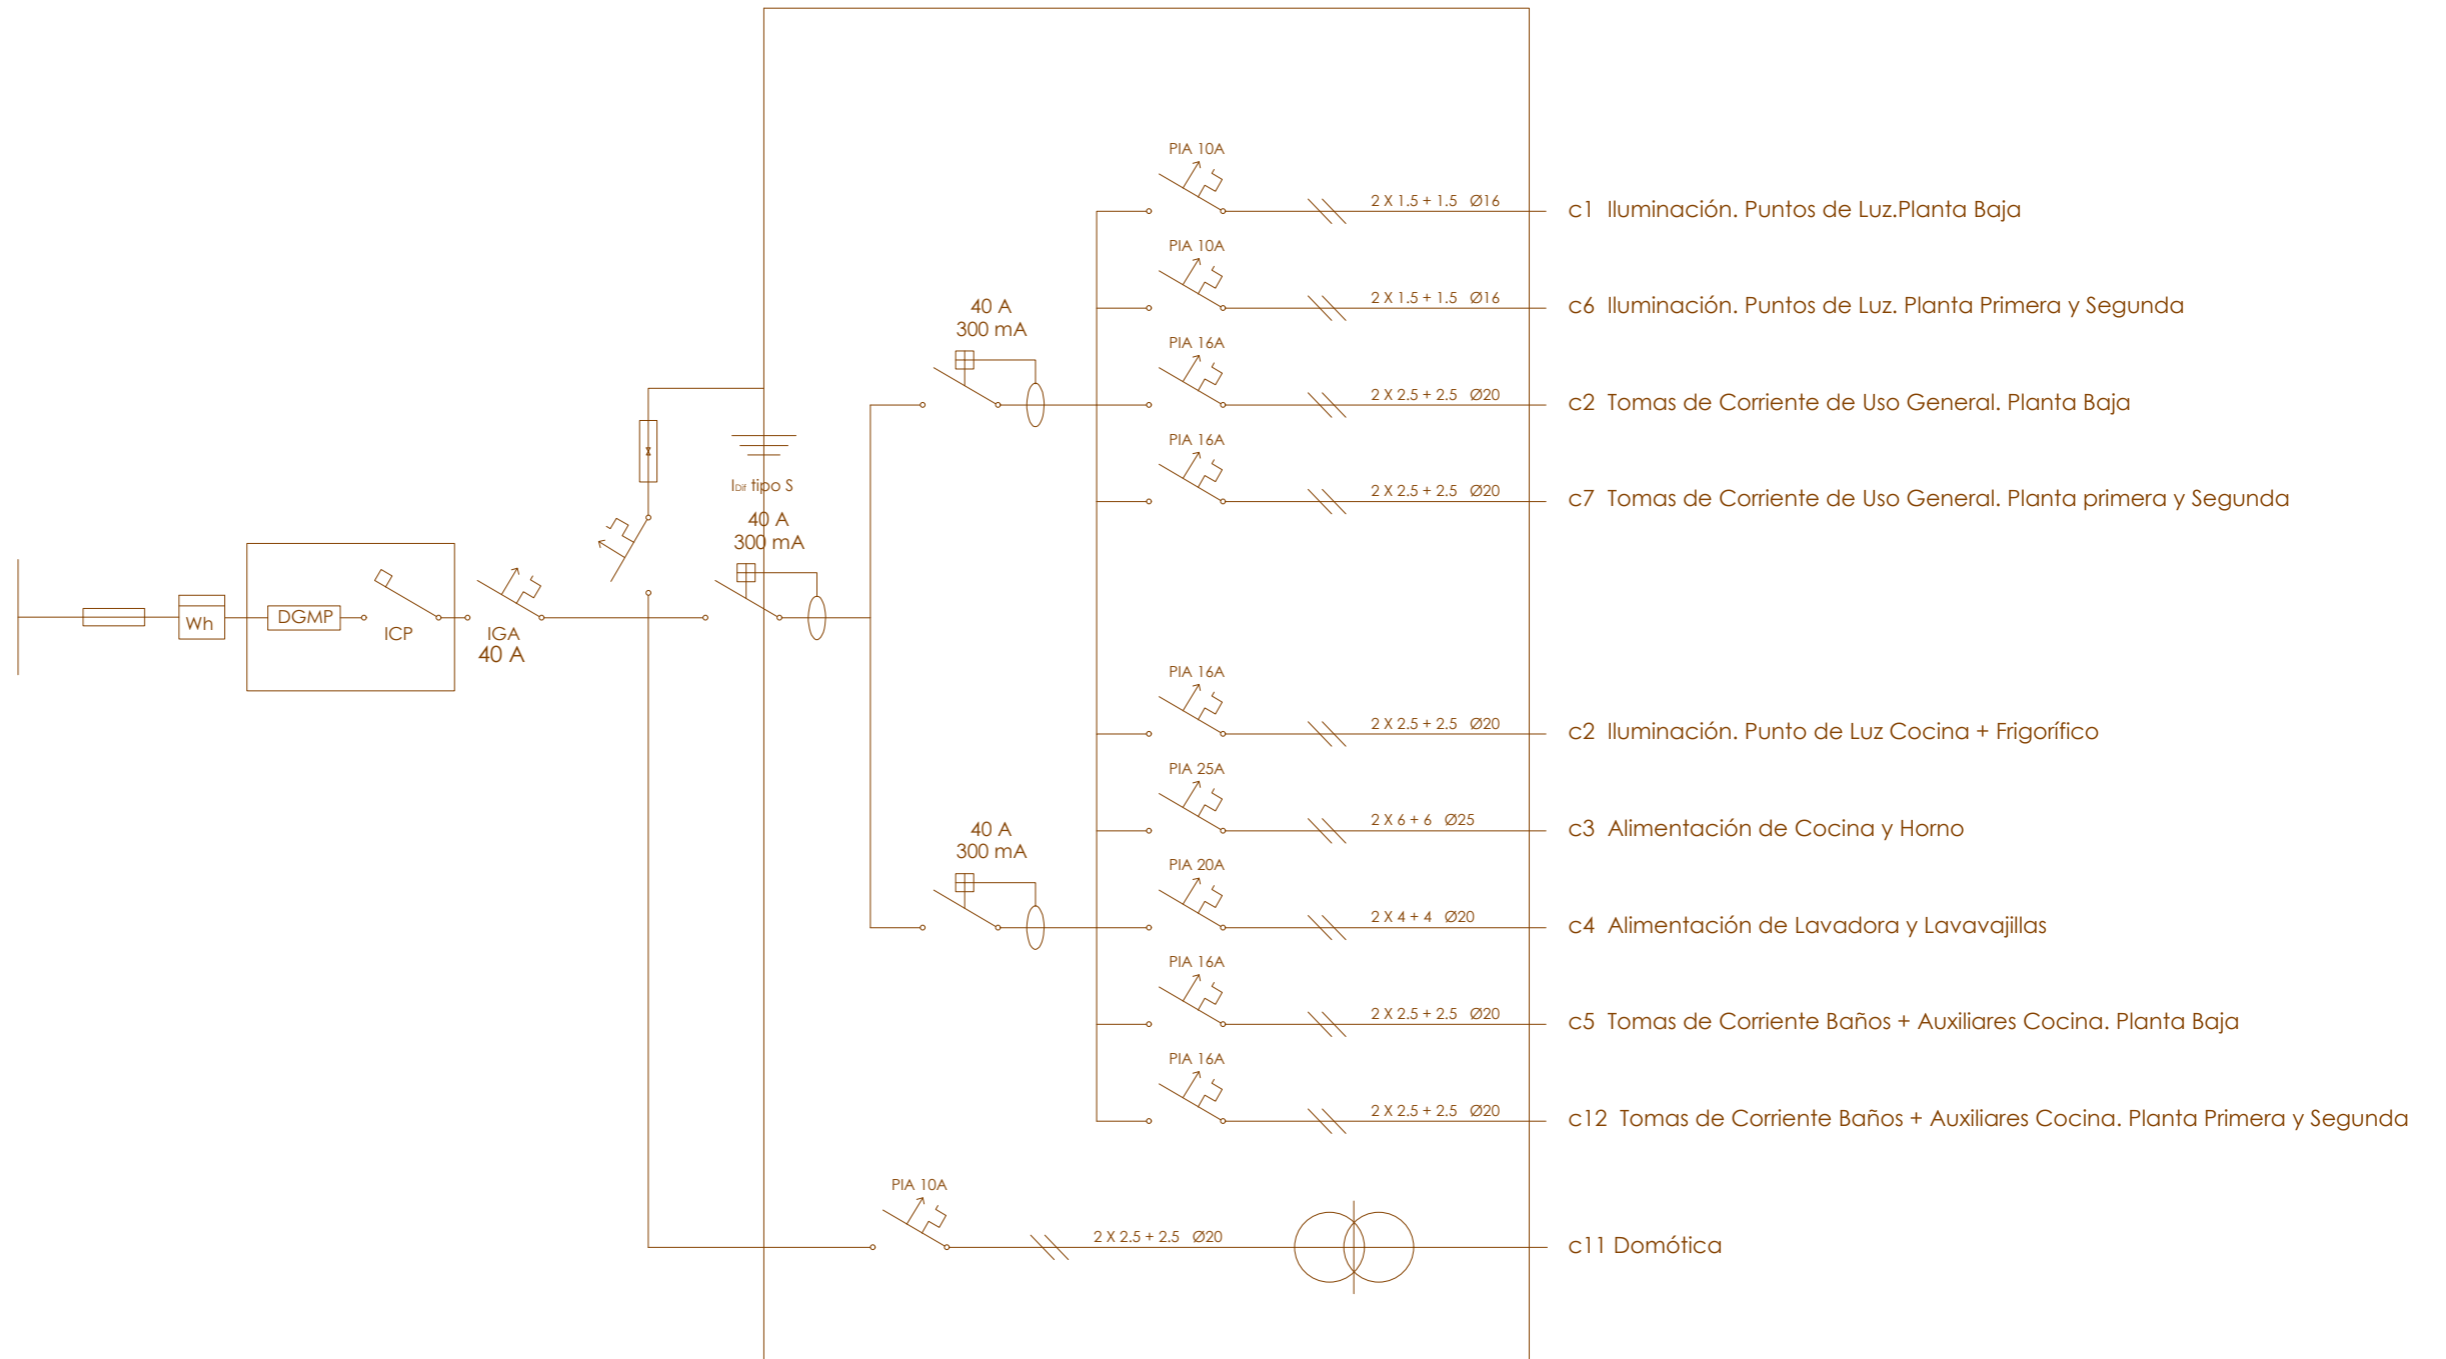 PIA 10A
2 X 1.5 + 1.5 Ø16
c1 Iluminación. Puntos de Luz.Planta Baja
PIA 10A
2 X 1.5 + 1.5 Ø16
c6 Iluminación. Puntos de Luz. Planta Primera y Segunda
40 A
300 mA
PIA 16A
2 X 2.5 + 2.5 Ø20
c2 Tomas de Corriente de Uso General. Planta Baja
PIA 16A
2 X 2.5 + 2.5 Ø20
c7 Tomas de Corriente de Uso General. Planta primera y Segunda
IDif tipo S
40 A
300 mA
Wh
DGMP
ICP
IGA
40 A
PIA 16A
2 X 2.5 + 2.5 Ø20
c2 Iluminación. Punto de Luz Cocina + Frigorífico
PIA 25A
2 X 6 + 6 Ø25
c3 Alimentación de Cocina y Horno
40 A
300 mA
PIA 20A
2 X 4 + 4 Ø20
c4 Alimentación de Lavadora y Lavavajillas
PIA 16A
2 X 2.5 + 2.5 Ø20
c5 Tomas de Corriente Baños + Auxiliares Cocina. Planta Baja
PIA 16A
2 X 2.5 + 2.5 Ø20
c12 Tomas de Corriente Baños + Auxiliares Cocina. Planta Primera y Segunda
PIA 10A
2 X 2.5 + 2.5 Ø20
c11 Domótica